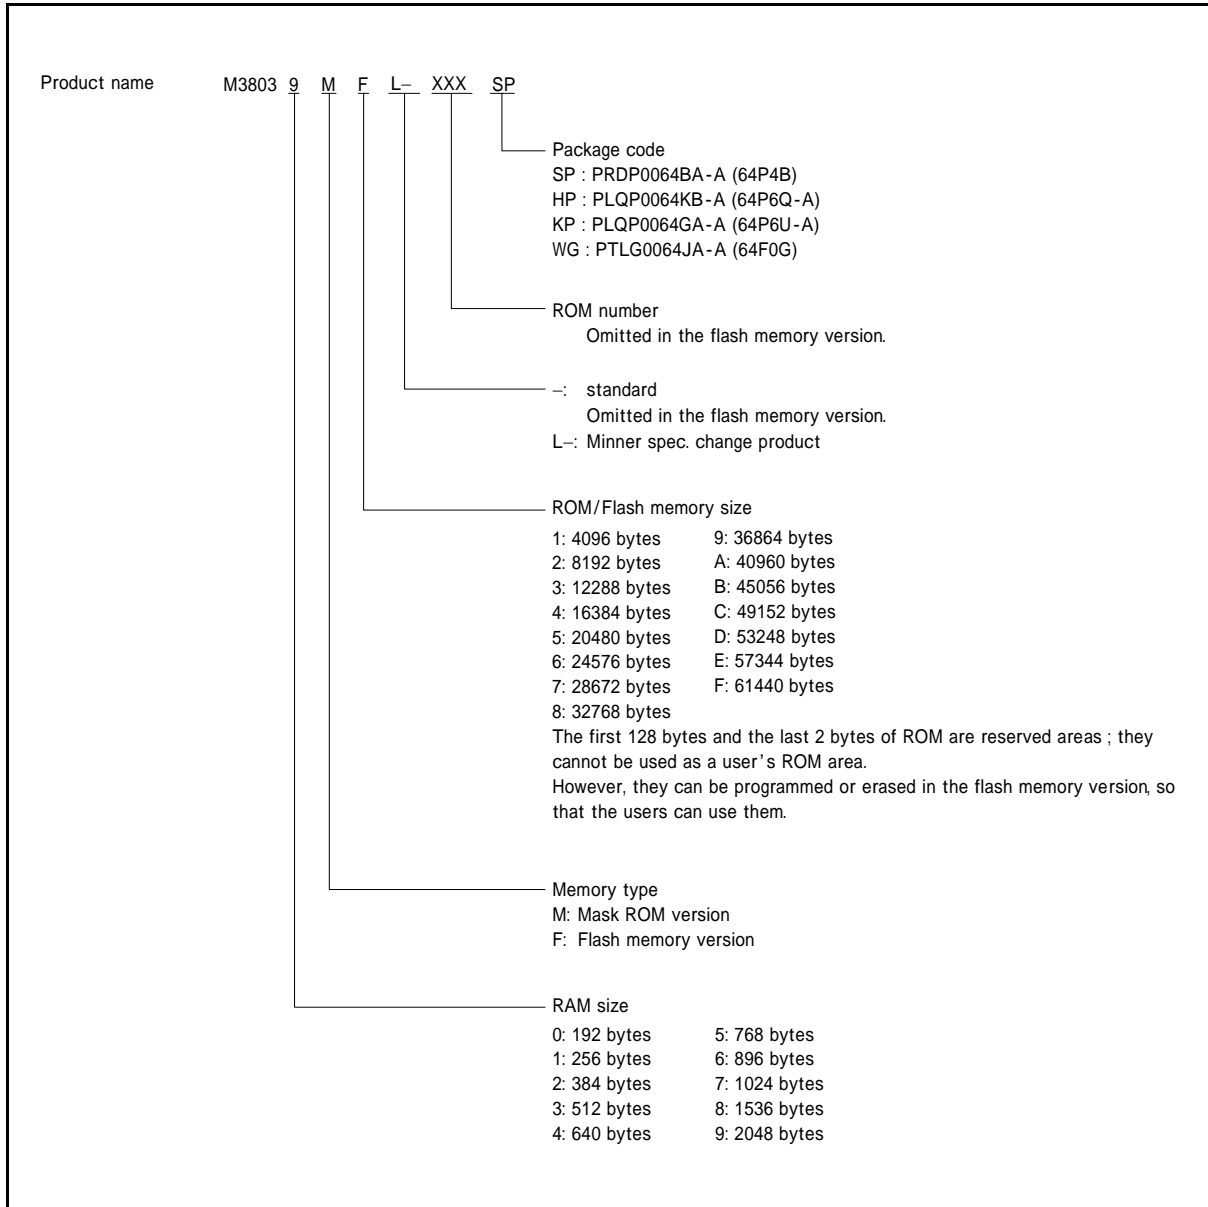 Product name M3803 9 M F L– XXX SP
Package code
SP : PRDP0064BA-A (64P4B)
HP : PLQP0064KB-A (64P6Q-A)
KP : PLQP0064GA-A (64P6U-A)
WG : PTLG0064JA-A (64F0G)
ROM number
Omitted in the flash memory version.
–: standard
Omitted in the flash memory version.
L–: Minner spec. change product
ROM/Flash memory size
1: 4096 bytes 9: 36864 bytes
2: 8192 bytes A: 40960 bytes
3: 12288 bytes B: 45056 bytes
4: 16384 bytes C: 49152 bytes
5: 20480 bytes D: 53248 bytes
6: 24576 bytes E: 57344 bytes
7: 28672 bytes F: 61440 bytes
8: 32768 bytes
The first 128 bytes and the last 2 bytes of ROM are reserved areas ; they
cannot be used as a user's ROM area.
However, they can be programmed or erased in the flash memory version, so
that the users can use them.
Memory type
M: Mask ROM version
F: Flash memory version
RAM size
0: 192 bytes 5: 768 bytes
1: 256 bytes 6: 896 bytes
2: 384 bytes 7: 1024 bytes
3: 512 bytes 8: 1536 bytes
4: 640 bytes 9: 2048 bytes